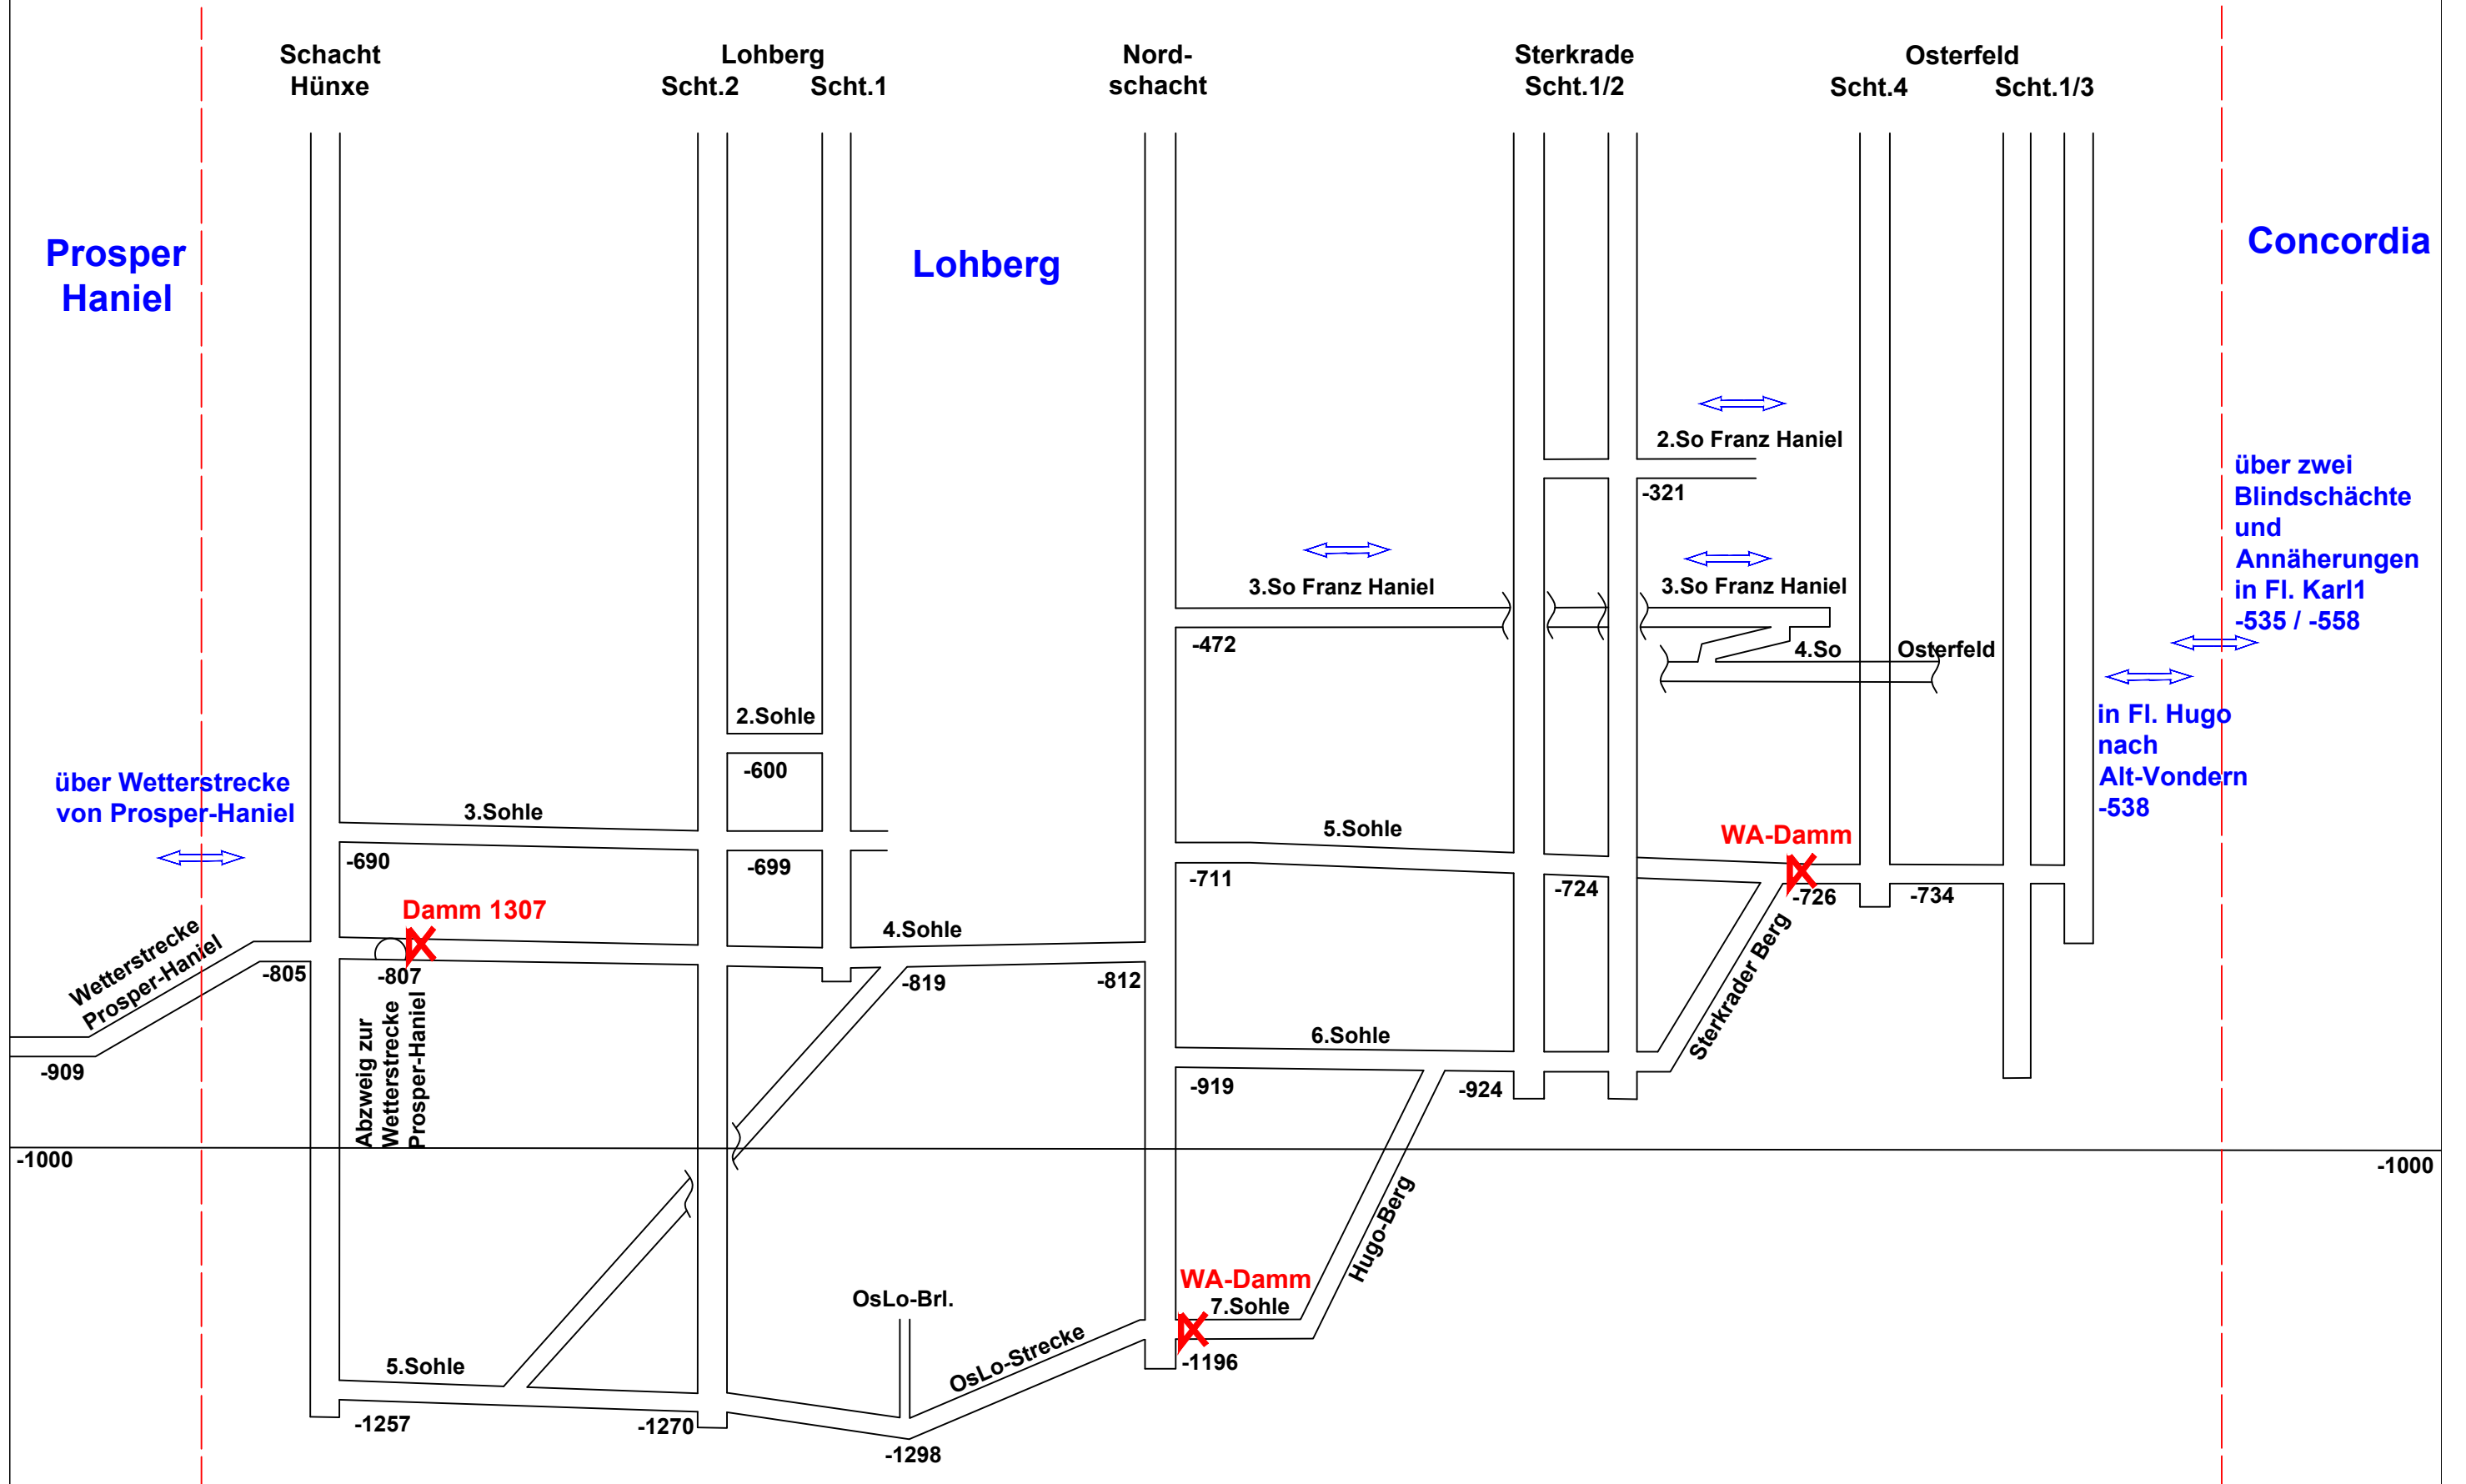 Schacht
Hünxe
Lohberg
Scht.2
Scht.1
Nord-
schacht
Sterkrade
Scht.1/2
Osterfeld
Scht.4
Scht.1/3
Prosper
Haniel
Lohberg
Concordia
2.So Franz Haniel
-321
über zwei
Blindschächte
und
Annäherungen
in Fl. Karl1
-535 / -558
3.So Franz Haniel
3.So Franz Haniel
-472
4.So
Osterfeld
in Fl. Hugo
nach
Alt-Vondern
-538
2.Sohle
-600
über Wetterstrecke
von Prosper-Haniel
3.Sohle
-690
-699
5.Sohle
-711
-724
WA-Damm
-726
-734
Damm 1307
4.Sohle
Wetterstrecke
Prosper-Haniel
-805
-807
-819
-812
-909
Abzweig zur
Wetterstrecke
Prosper-Haniel
6.Sohle
-919
-924
Sterkrader Berg
-1000
-1000
Hugo-Berg
WA-Damm
7.Sohle
-1196
OsLo-Brl.
OsLo-Strecke
5.Sohle
-1257
-1270
-1298